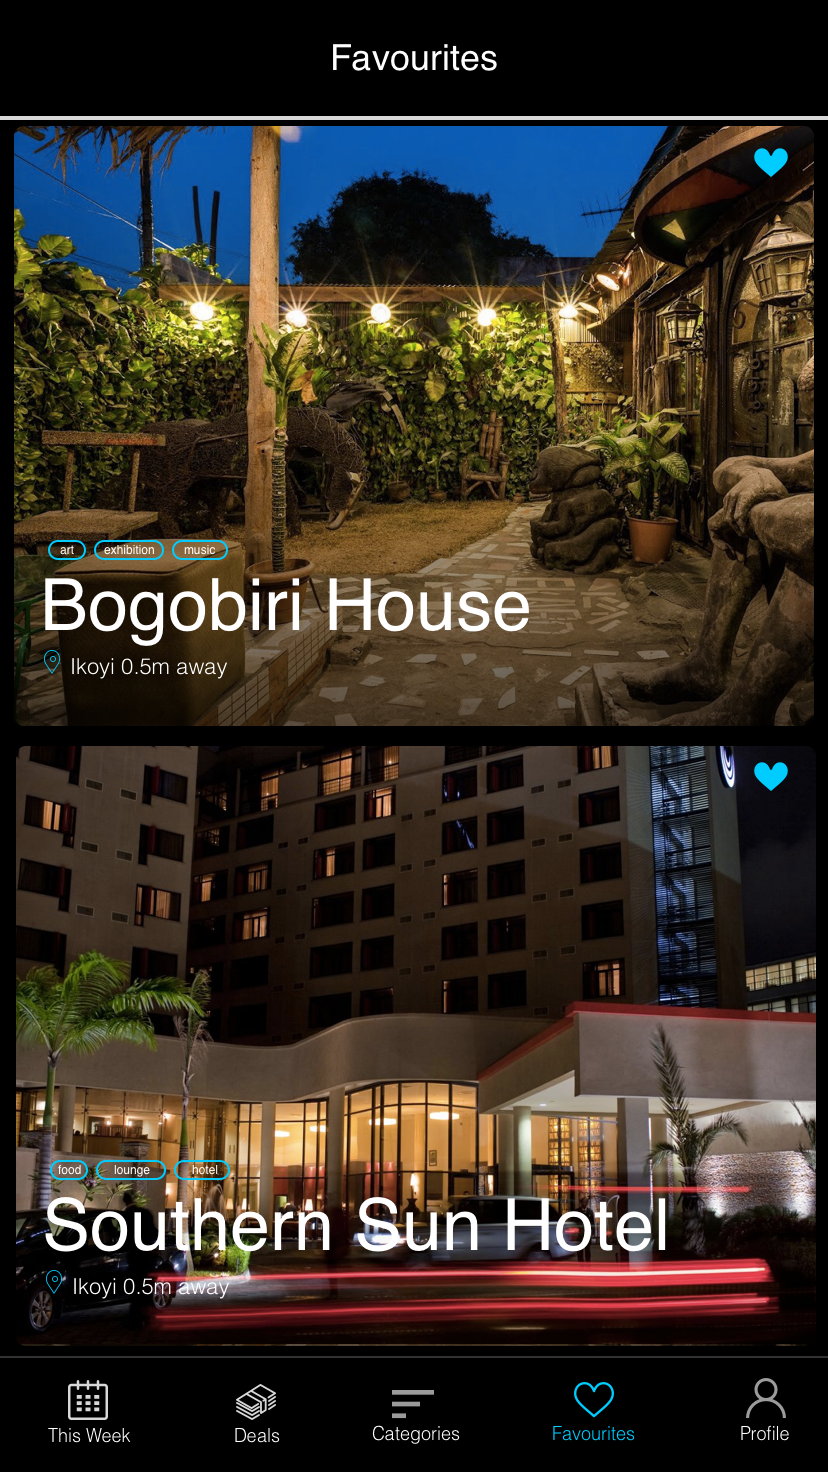 Favourites
art exhibition music
Bogobiri House
Ikoyi 0.5m away
food lounge hotel
Southern Sun Hotel
Ikoyi 0.5m away
This Week Deals Categories Favourites Profile